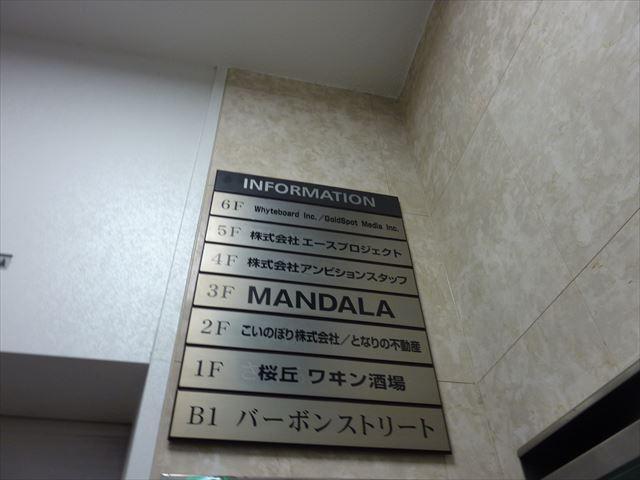 INFORMATION
6F Whyteboard Inc./GoldSpot Media Inc.
5F 株式会社 エースプロジェクト
4F 株式会社アンビションスタッフ
3F MANDALA
2F こいのぼり株式会社/となりの不動産
1F 桜丘 ワヰン酒場
B1 バーボンストリート